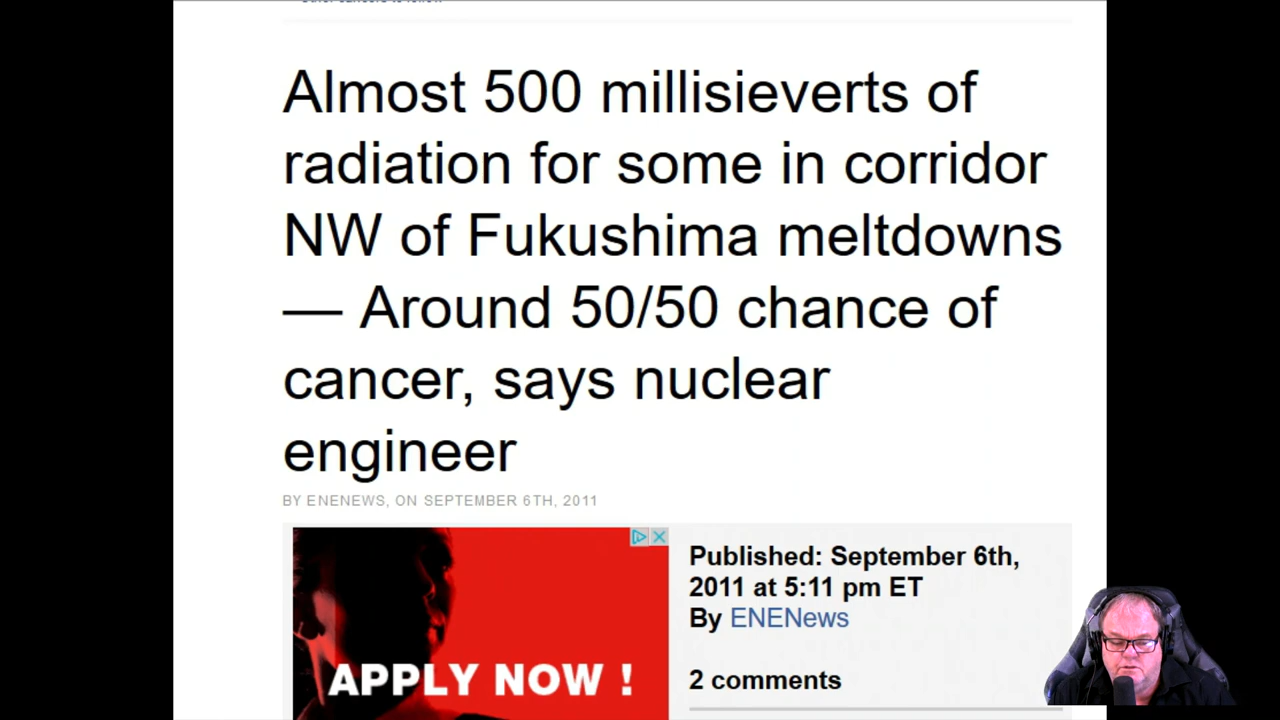 Almost 500 millisieverts of
radiation for some in corridor
NW of Fukushima meltdowns
— Around 50/50 chance of
cancer, says nuclear
engineer
BY ENENEWS, ON SEPTEMBER 6TH, 2011
APPLY NOW !
Published: September 6th,
2011 at 5:11 pm ET
By ENENews
2 comments